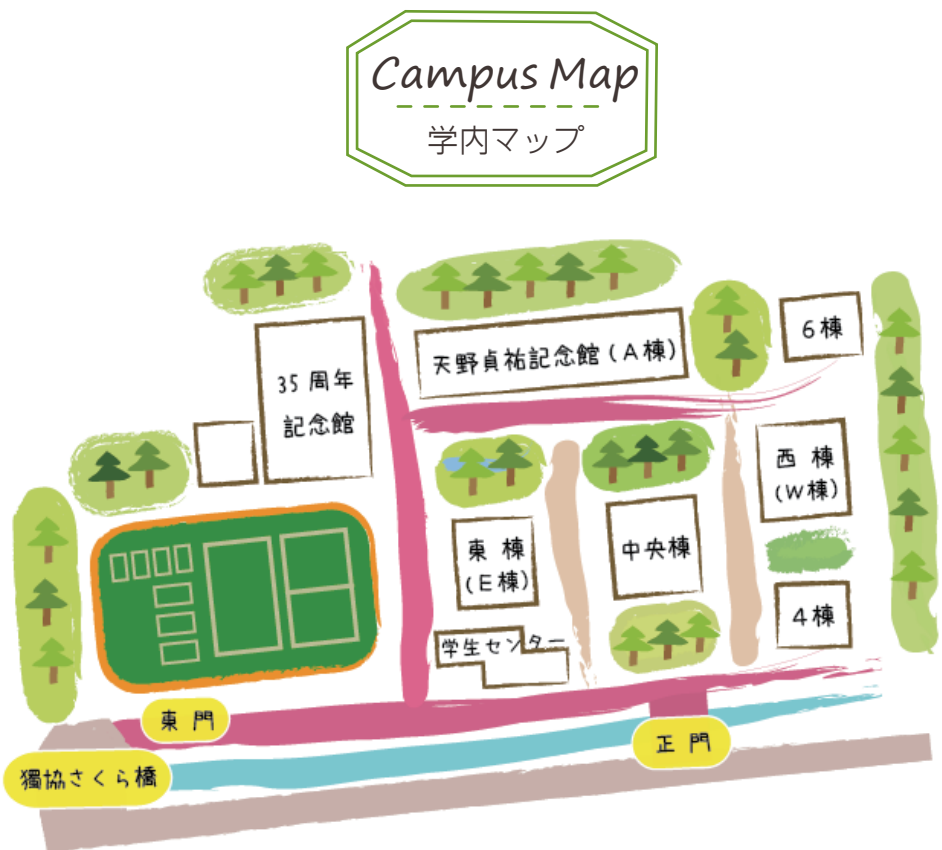 Campus Map
学内マップ
35周年
記念館
天野貞祐記念館(A棟)
6棟
西棟
(W棟)
東棟
(E棟)
中央棟
4棟
学生センター
東門
正門
獨協さくら橋